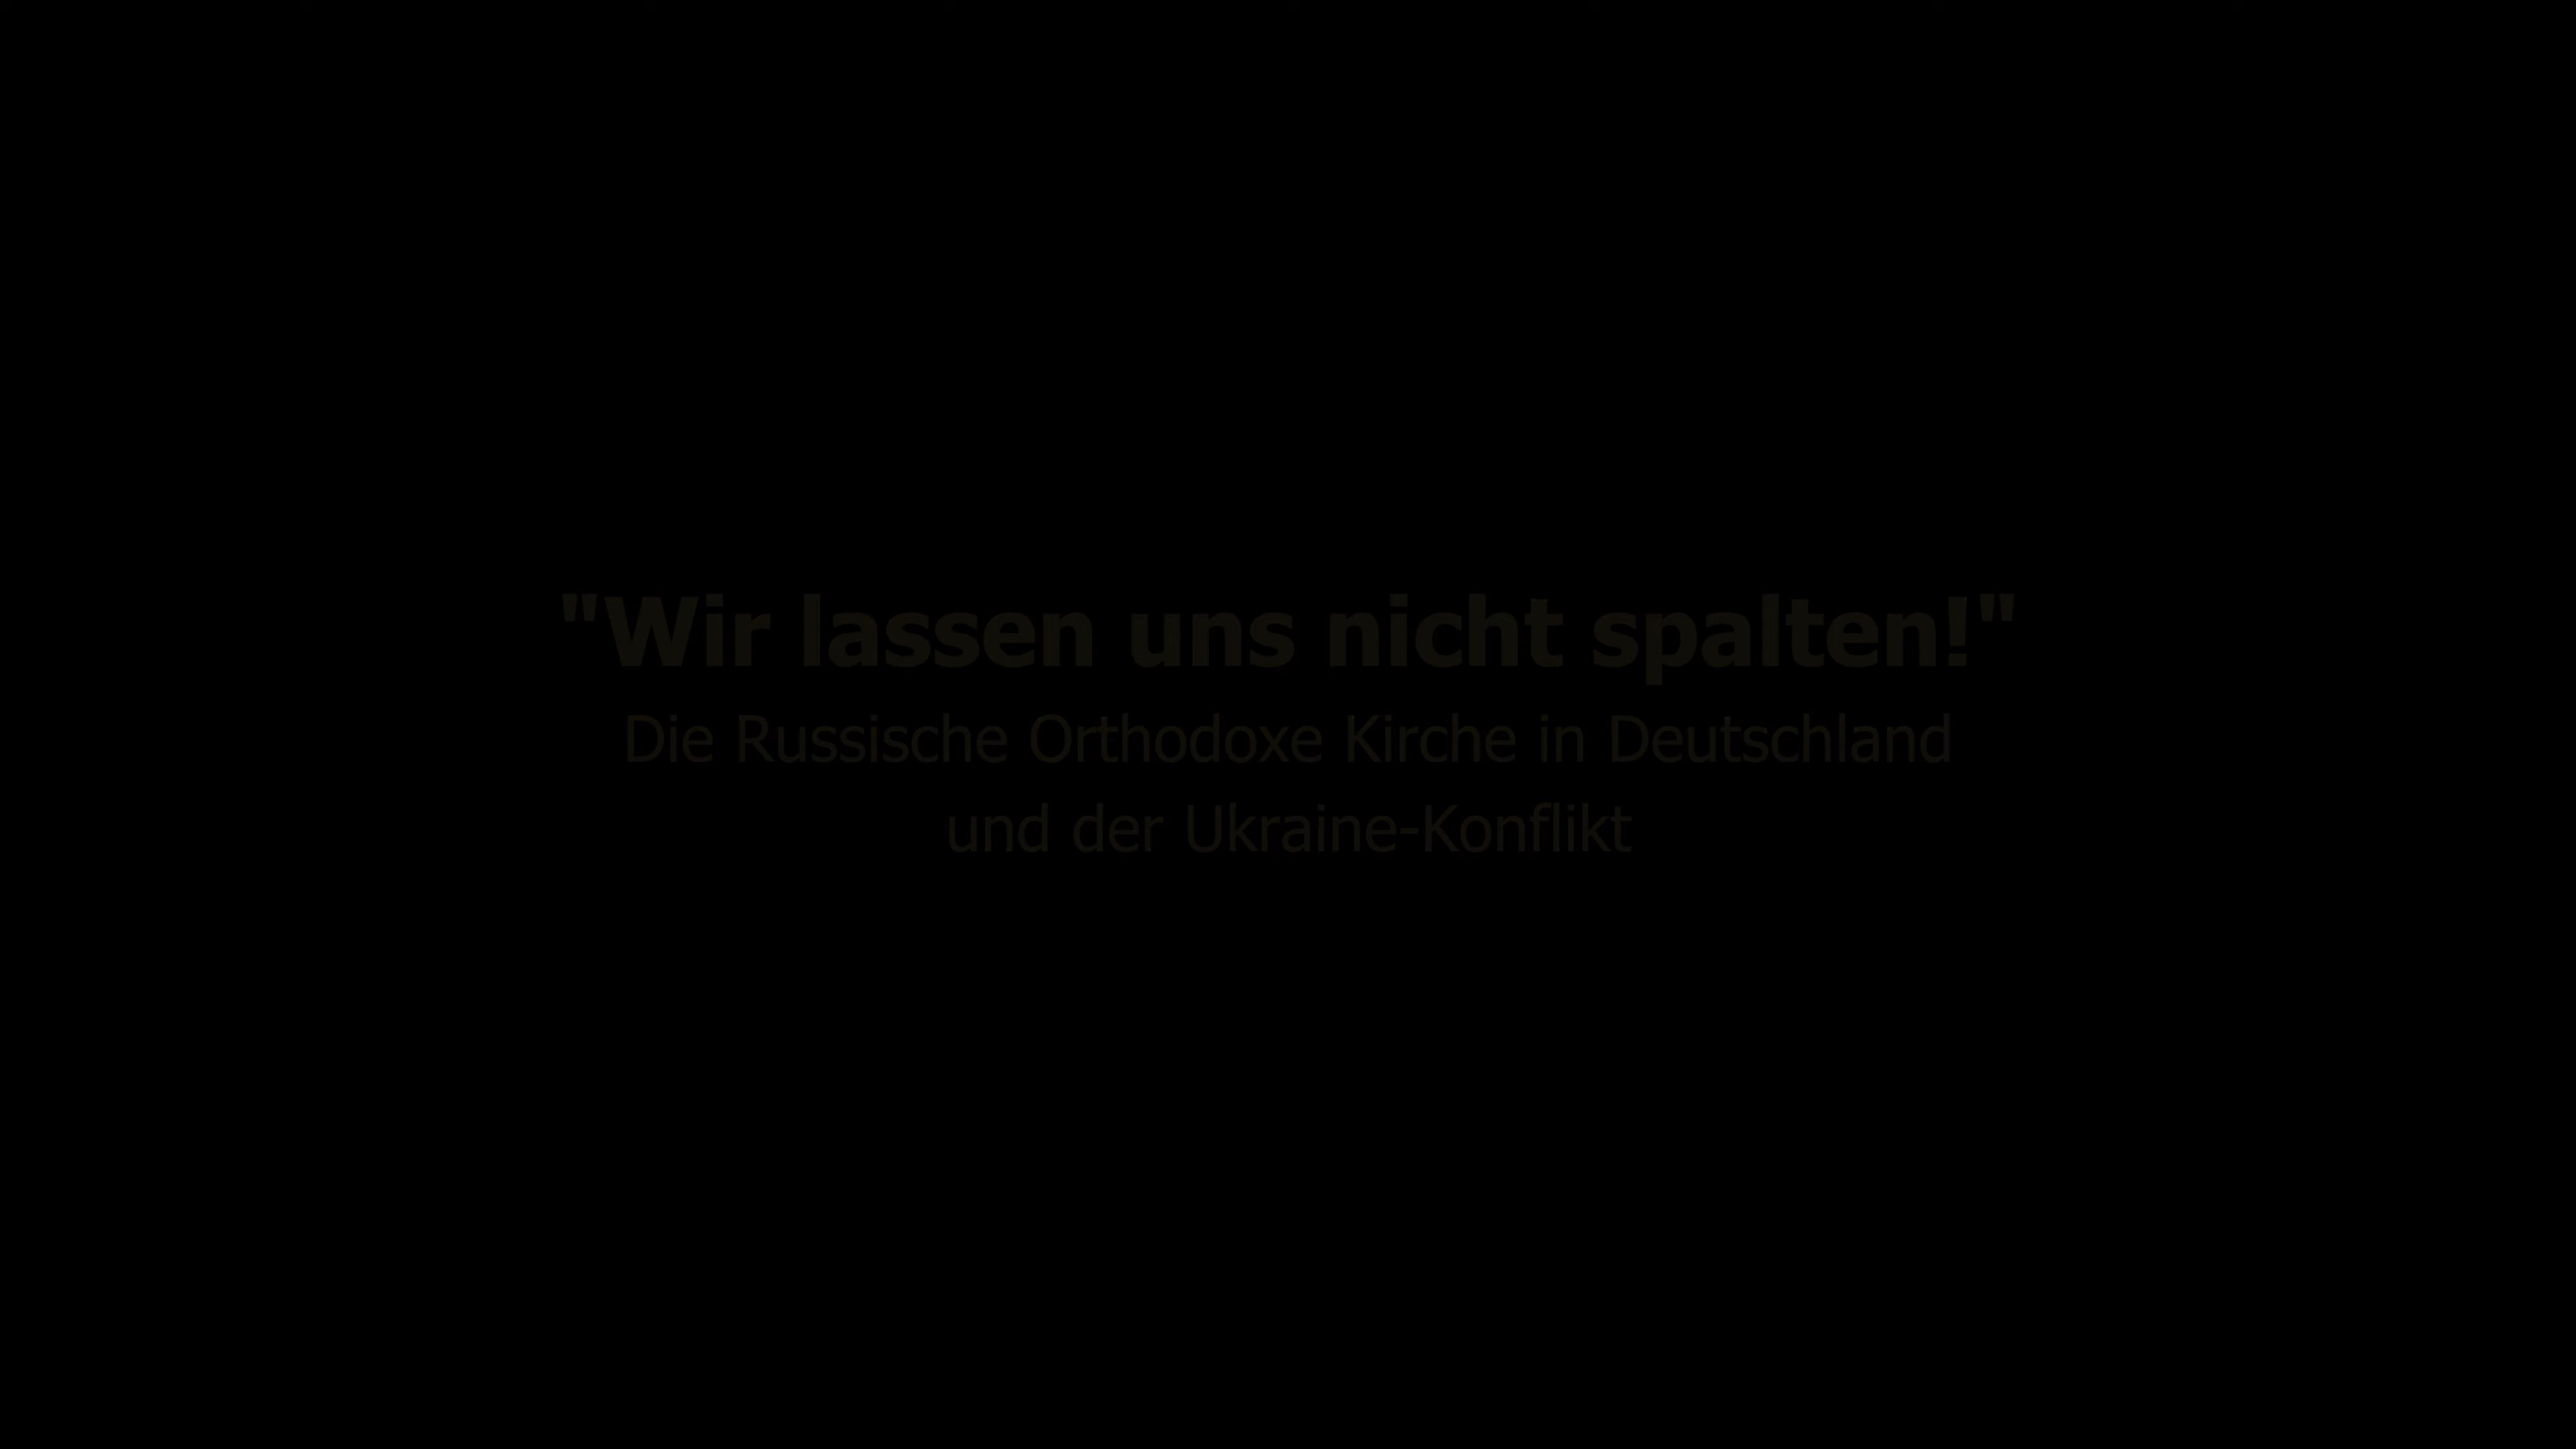 "Wir lassen uns nicht spalten!"
Die Russische Orthodoxe Kirche in Deutschland
und der Ukraine-Konflikt